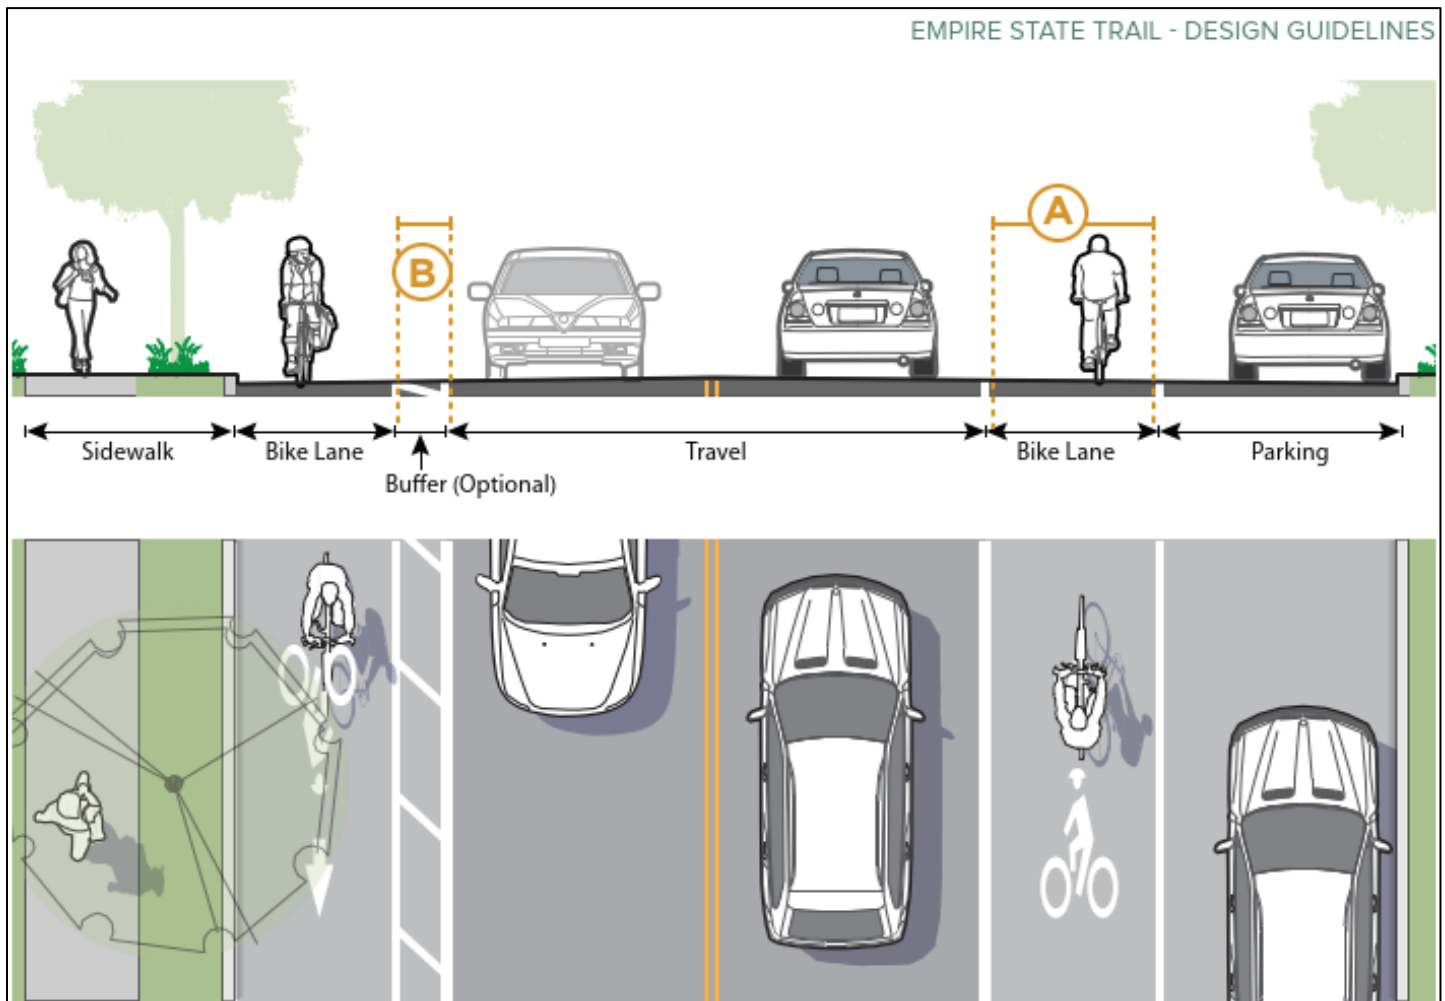 EMPIRE STATE TRAIL - DESIGN GUIDELINES
A
B
Sidewalk
Bike Lane
Travel
Bike Lane
Parking
Buffer (Optional)